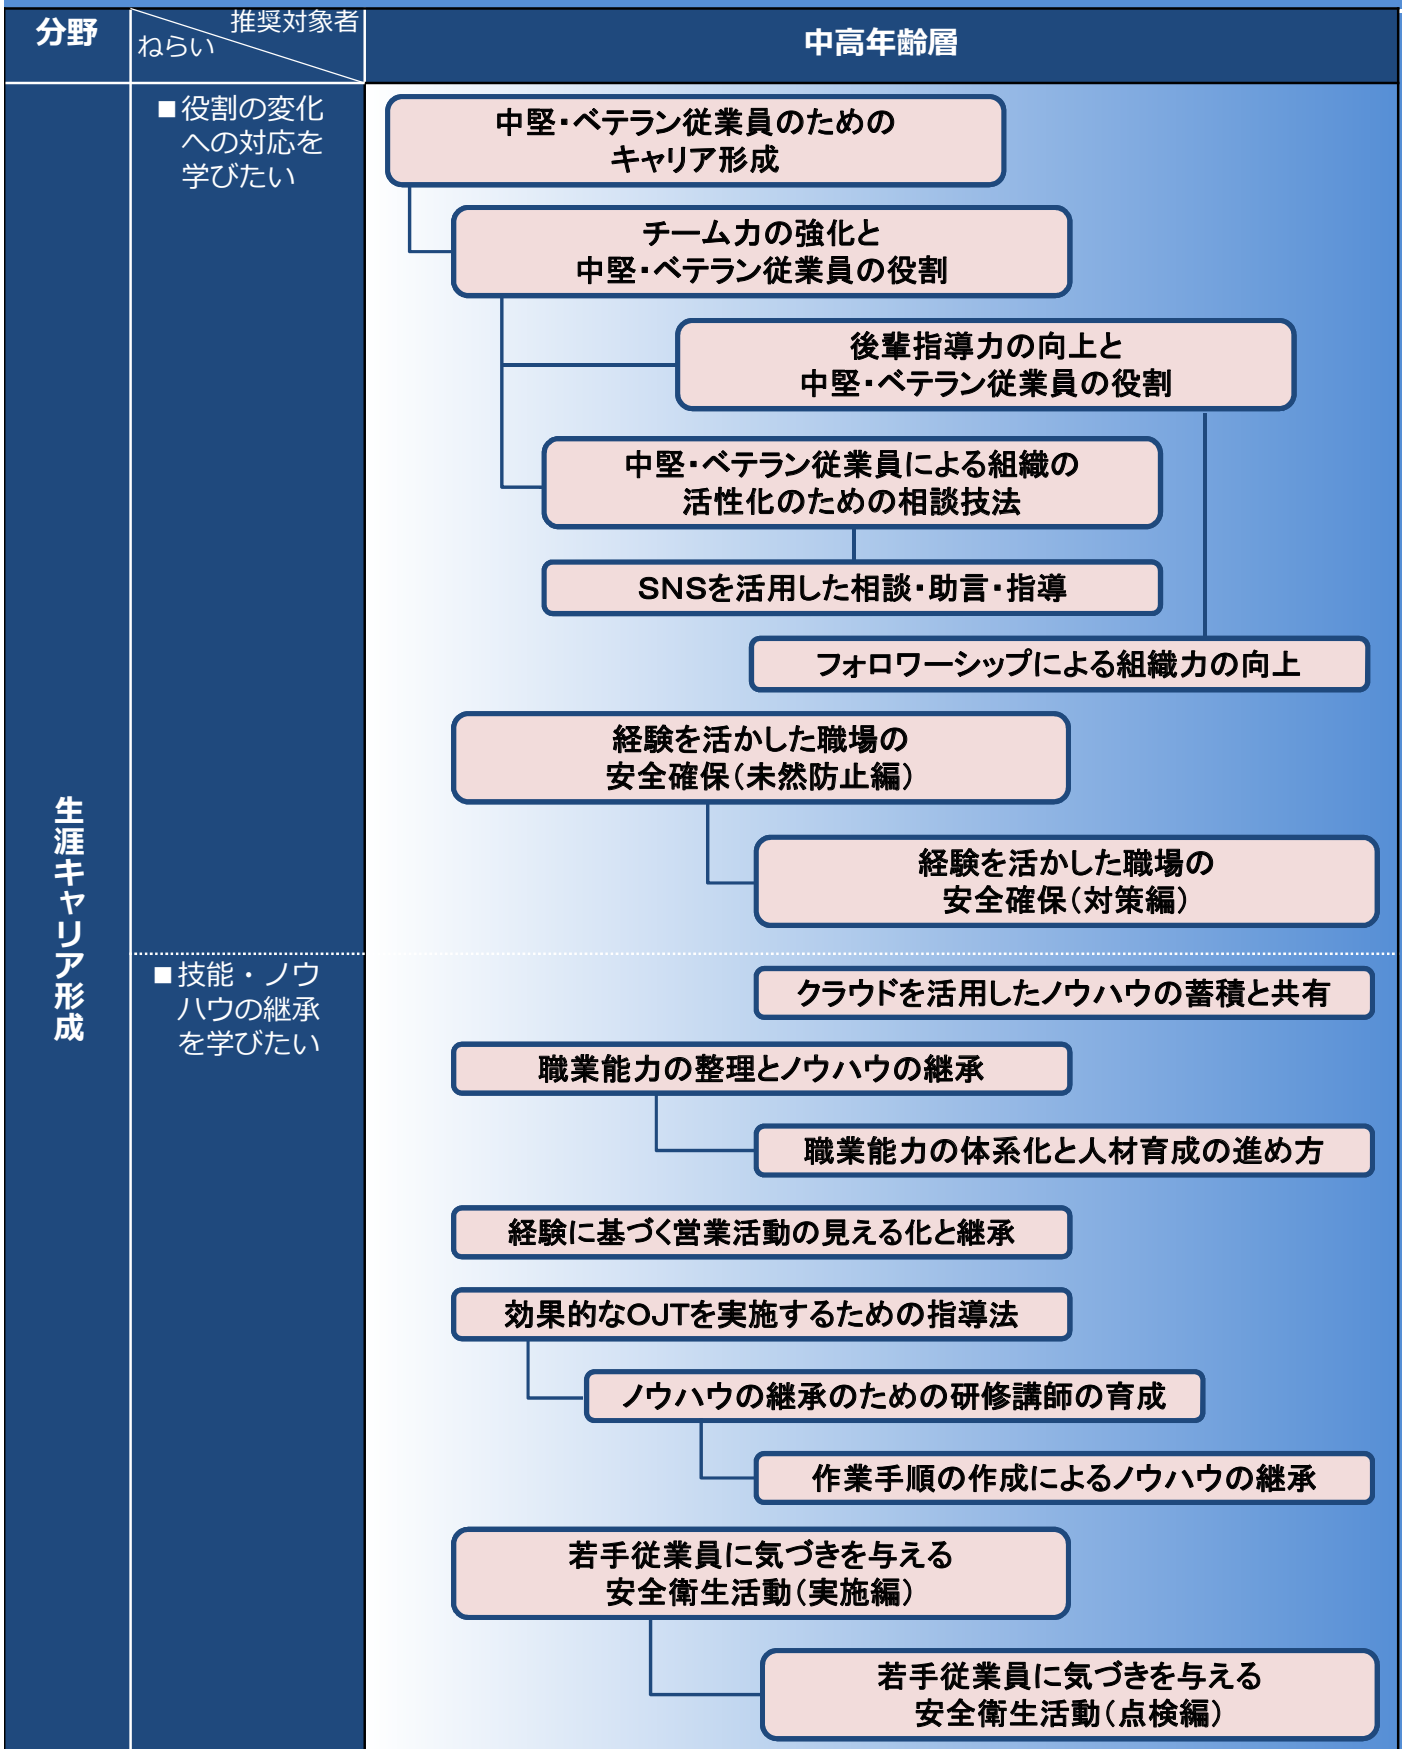 分野
推奨対象者
ねらい
中高年齢層
生涯キャリア形成
■役割の変化
への対応を
学びたい
中堅・ベテラン従業員のための
キャリア形成
チーム力の強化と
中堅・ベテラン従業員の役割
後輩指導力の向上と
中堅・ベテラン従業員の役割
中堅・ベテラン従業員による組織の
活性化のための相談技法
SNSを活用した相談・助言・指導
フォロワーシップによる組織力の向上
経験を活かした職場の
安全確保(未然防止編)
経験を活かした職場の
安全確保(対策編)
■技能・ノウ
ハウの継承
を学びたい
クラウドを活用したノウハウの蓄積と共有
職業能力の整理とノウハウの継承
職業能力の体系化と人材育成の進め方
経験に基づく営業活動の見える化と継承
効果的なOJTを実施するための指導法
ノウハウの継承のための研修講師の育成
作業手順の作成によるノウハウの継承
若手従業員に気づきを与える
安全衛生活動(実施編)
若手従業員に気づきを与える
安全衛生活動(点検編)